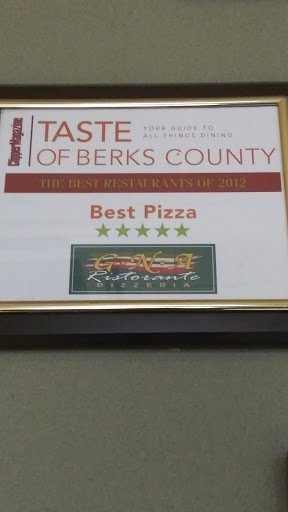 Clipper Magazine
TASTE
YOUR GUIDE TO
ALL THINGS DINING
OF BERKS COUNTY
THE BEST RESTAURANTS OF 2012
Best Pizza
G·N·A
Ristorante
PIZZERIA